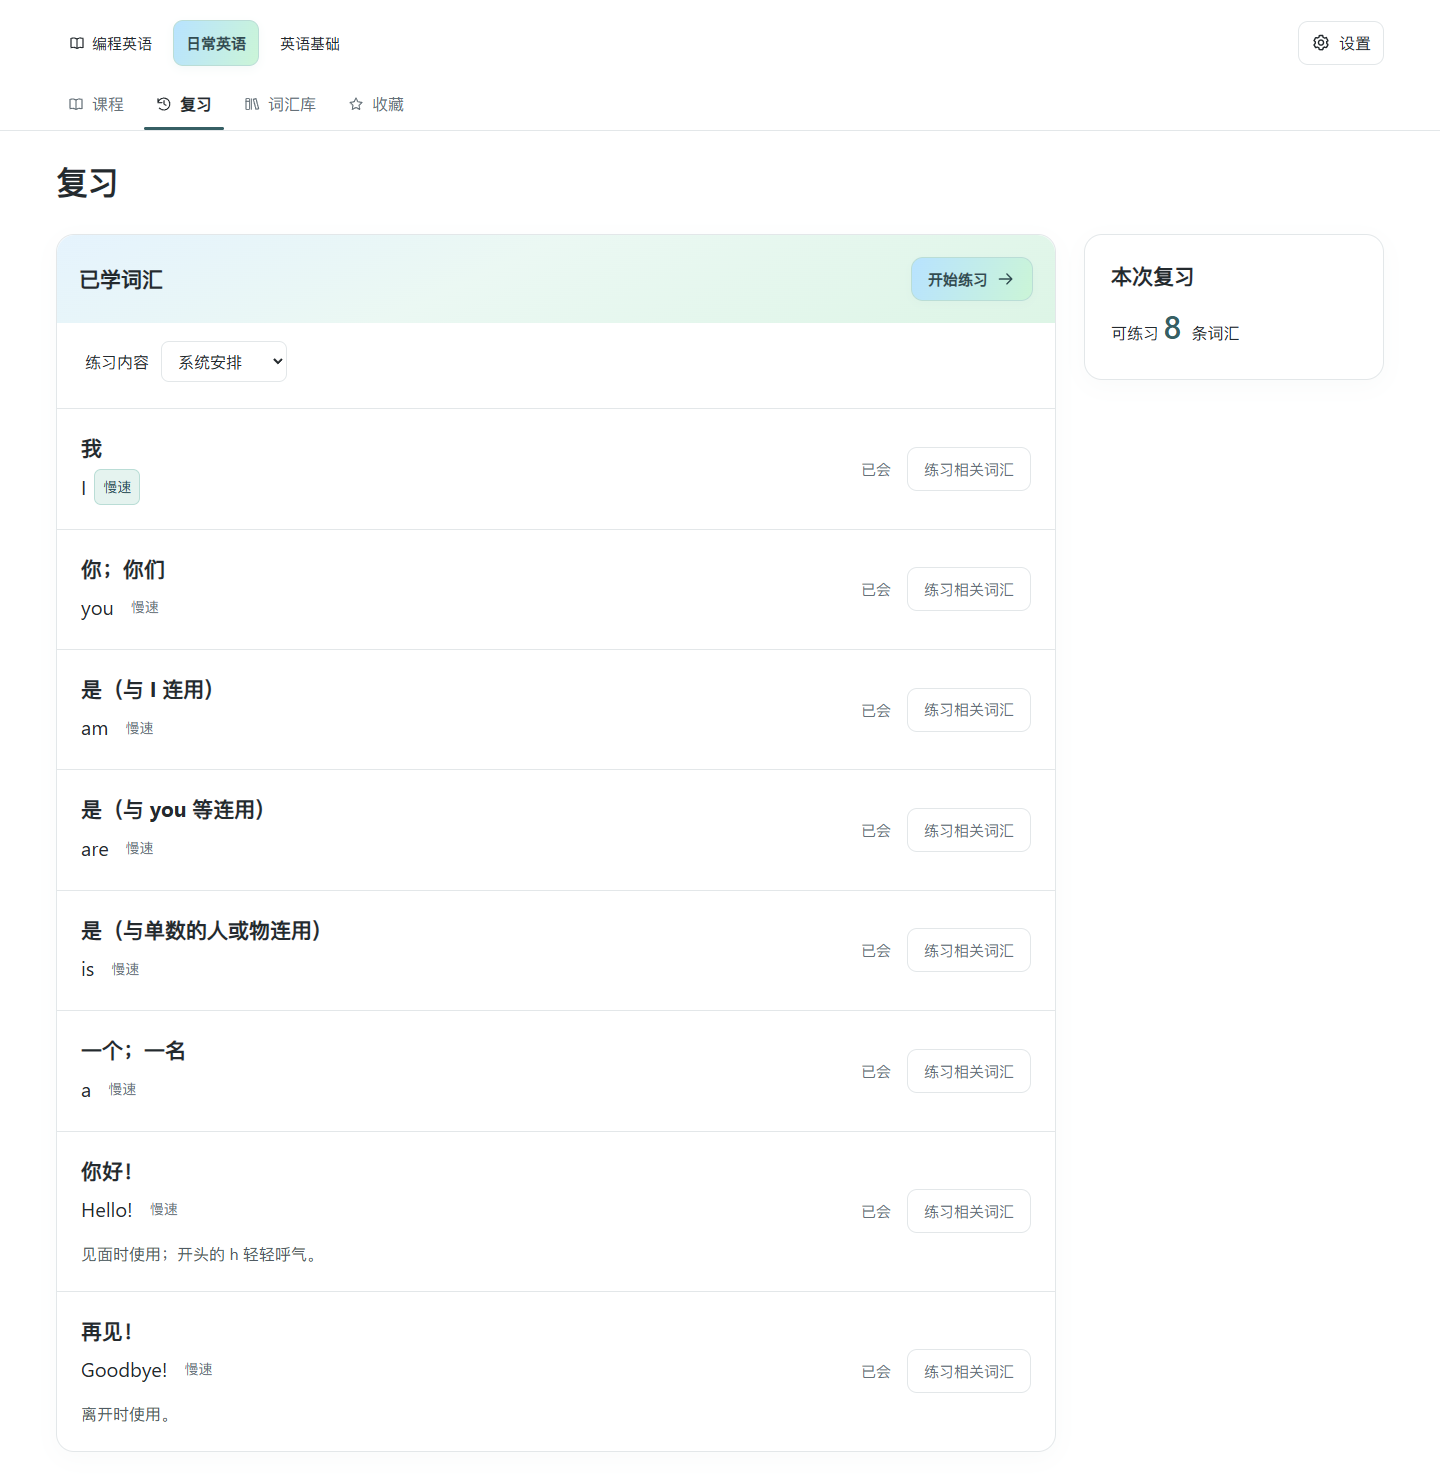 编程英语 日常英语 英语基础 设置
课程 复习 词汇库 收藏
复习
已学词汇 开始练习
练习内容 系统安排
我
I 慢速
已会 练习相关词汇
你；你们
you 慢速
已会 练习相关词汇
是（与 I 连用）
am 慢速
已会 练习相关词汇
是（与 you 等连用）
are 慢速
已会 练习相关词汇
是（与单数的人或物连用）
is 慢速
已会 练习相关词汇
一个；一名
a 慢速
已会 练习相关词汇
你好！
Hello! 慢速
见面时使用；开头的 h 轻轻呼气。
已会 练习相关词汇
再见！
Goodbye! 慢速
离开时使用。
已会 练习相关词汇
本次复习
可练习 8 条词汇